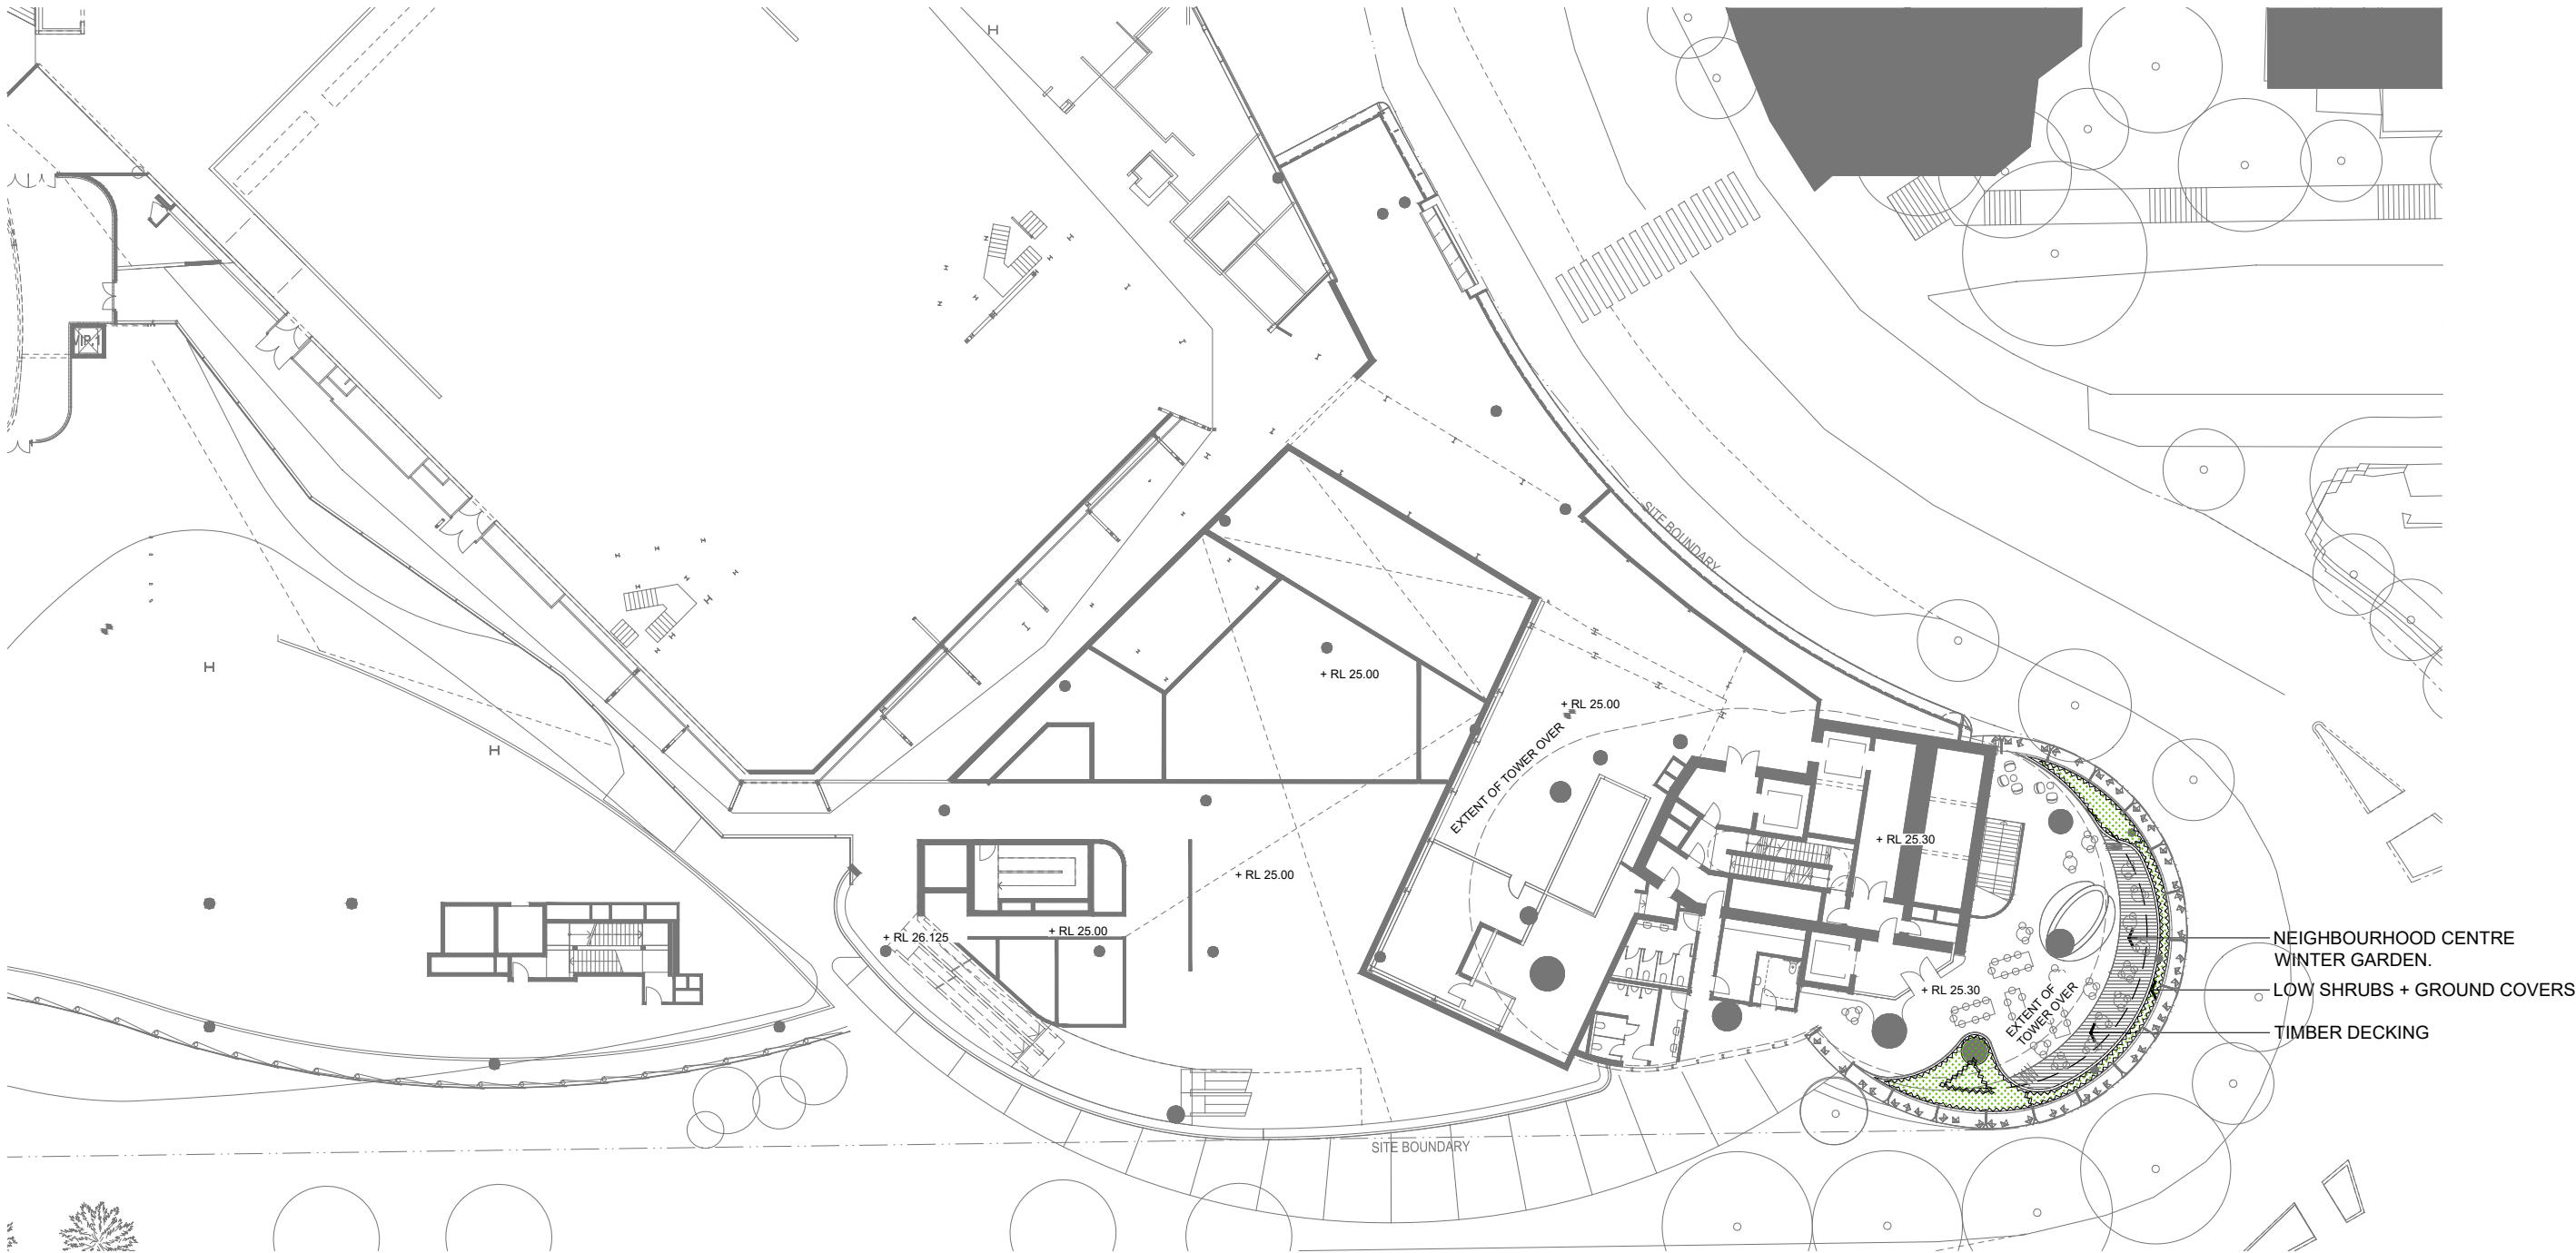 VIP.1
SITE BOUNDARY
+ RL 25.00
+ RL 25.00
EXTENT OF TOWER OVER
+ RL 25.30
+ RL 25.00
+ RL 25.00
+ RL 26.125
NEIGHBOURHOOD CENTRE
WINTER GARDEN.
LOW SHRUBS + GROUND COVERS
+ RL 25.30
EXTENT OF
TOWER OVER
TIMBER DECKING
SITE BOUNDARY